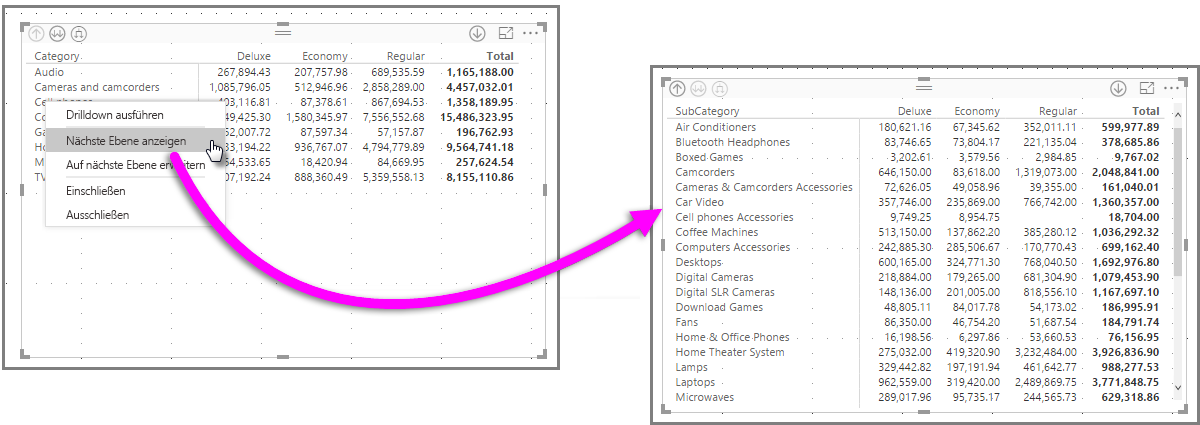 Category Deluxe Economy Regular Total
Audio 267,894.43 207,757.98 689,535.59 1,165,188.00
Cameras and camcorders 1,085,796.05 512,946.96 2,858,289.00 4,457,032.01
Cell phones 403,116.81 87,378.61 867,694.53 1,358,189.95
Drilldown ausführen
Co 49,425.30 1,580,345.97 7,556,552.68 15,486,323.95
Ga 52,007.72 87,597.34 57,157.87 196,762.93
Nächste Ebene anzeigen
Ho 33,194.22 936,767.07 4,794,779.89 9,564,741.18
M 54,533.65 18,420.94 84,669.95 257,624.54
Auf nächste Ebene erweitern
TV 07,192.24 888,360.49 5,359,558.13 8,155,110.86
Einschließen
Ausschließen
SubCategory Deluxe Economy Regular Total
Air Conditioners 180,621.16 67,345.62 352,011.11 599,977.89
Bluetooth Headphones 83,746.65 73,804.17 221,135.04 378,685.86
Boxed Games 3,202.61 3,579.56 2,984.85 9,767.02
Camcorders 646,150.00 83,618.00 1,319,073.00 2,048,841.00
Cameras & Camcorders Accessories 72,626.05 49,058.96 39,355.00 161,040.01
Car Video 357,746.00 235,869.00 766,742.00 1,360,357.00
Cell phones Accessories 9,749.25 8,954.75 18,704.00
Coffee Machines 513,150.00 137,862.20 385,280.12 1,036,292.32
Computers Accessories 242,885.30 285,506.67 170,770.43 699,162.40
Desktops 600,165.00 324,771.30 768,040.50 1,692,976.80
Digital Cameras 218,884.00 179,265.00 681,304.90 1,079,453.90
Digital SLR Cameras 148,136.00 201,005.00 818,556.10 1,167,697.10
Download Games 48,805.11 84,017.78 54,173.02 186,995.91
Fans 86,350.00 46,754.20 51,687.54 184,791.74
Home & Office Phones 16,198.56 6,297.86 53,660.53 76,156.95
Home Theater System 275,032.00 419,320.90 3,232,484.00 3,926,836.90
Lamps 329,442.82 197,191.94 461,642.77 988,277.53
Laptops 962,559.00 319,420.00 2,489,869.75 3,771,848.75
Microwaves 289,017.96 95,735.17 244,565.73 629,318.86